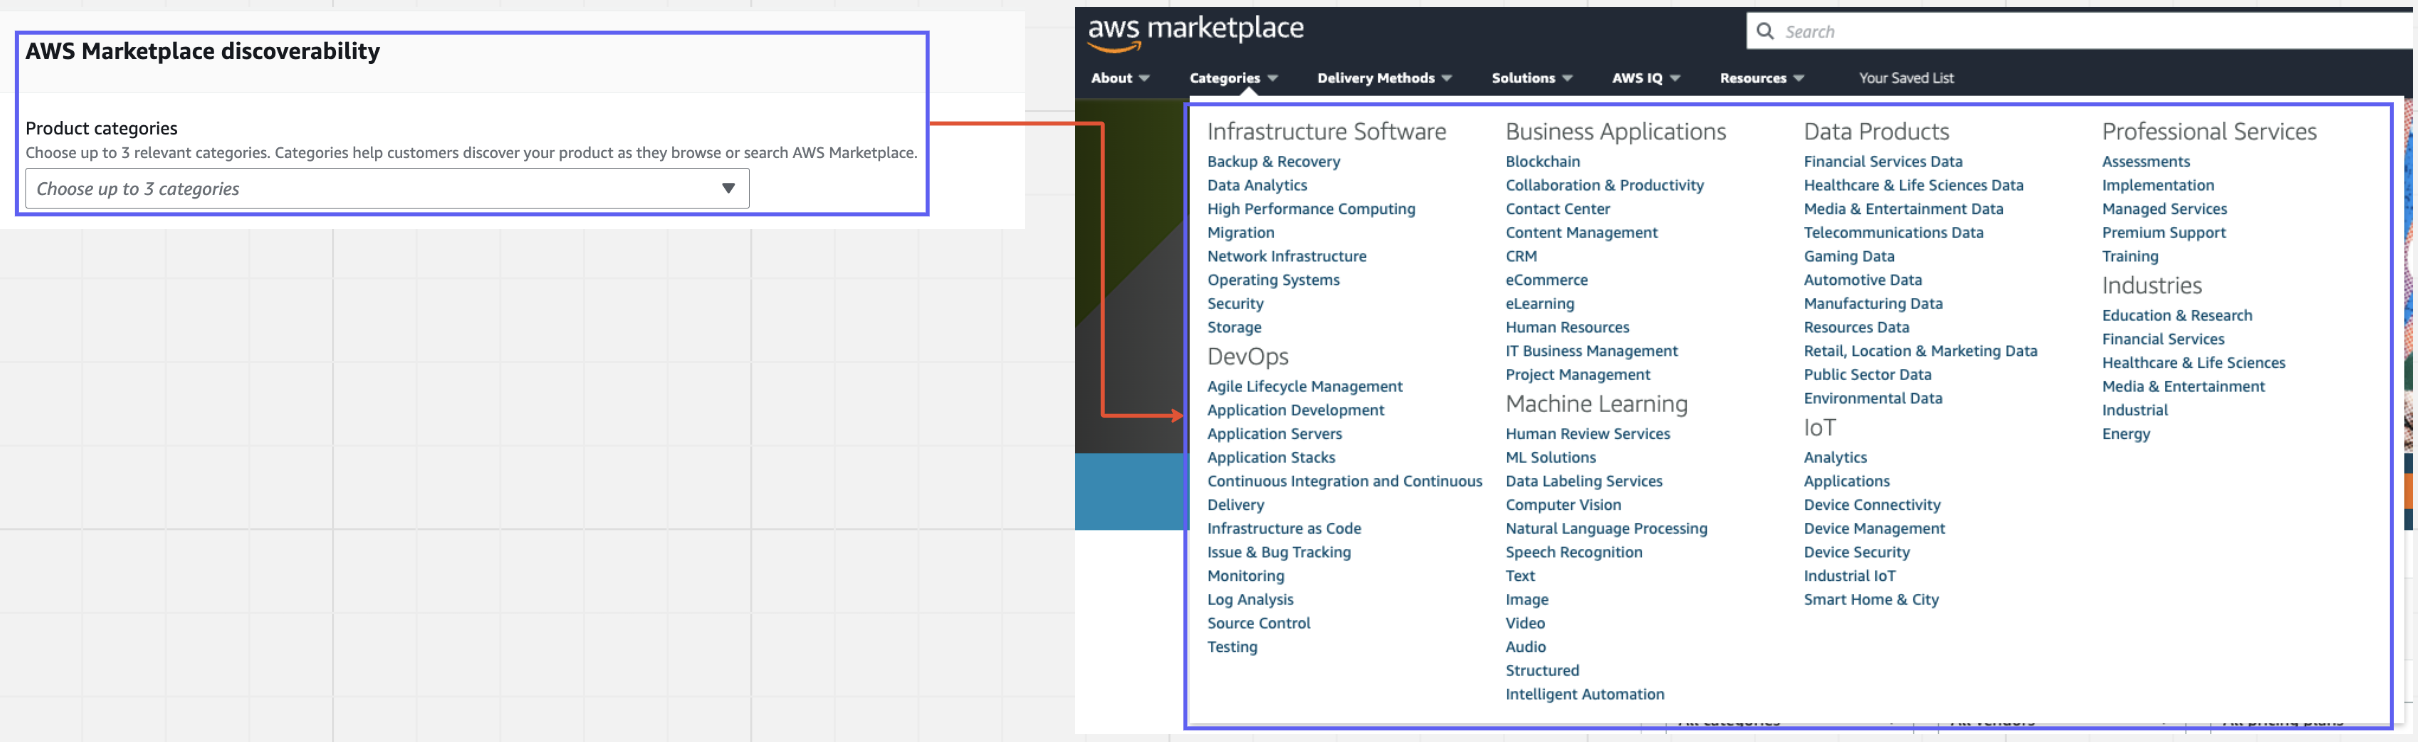 AWS Marketplace discoverability
Product categories
Choose up to 3 relevant categories. Categories help customers discover your product as they browse or search AWS Marketplace.
Choose up to 3 categories
aws marketplace
Search
About
Categories
Delivery Methods
Solutions
AWS IQ
Resources
Your Saved List
Infrastructure Software
Backup & Recovery
Data Analytics
High Performance Computing
Migration
Network Infrastructure
Operating Systems
Security
Storage
DevOps
Agile Lifecycle Management
Application Development
Application Servers
Application Stacks
Continuous Integration and Continuous
Delivery
Infrastructure as Code
Issue & Bug Tracking
Monitoring
Log Analysis
Source Control
Testing
Business Applications
Blockchain
Collaboration & Productivity
Contact Center
Content Management
CRM
eCommerce
eLearning
Human Resources
IT Business Management
Project Management
Machine Learning
Human Review Services
ML Solutions
Data Labeling Services
Computer Vision
Natural Language Processing
Speech Recognition
Text
Image
Video
Audio
Structured
Intelligent Automation
Data Products
Financial Services Data
Healthcare & Life Sciences Data
Media & Entertainment Data
Telecommunications Data
Gaming Data
Automotive Data
Manufacturing Data
Resources Data
Retail, Location & Marketing Data
Public Sector Data
Environmental Data
IoT
Analytics
Applications
Device Connectivity
Device Management
Device Security
Industrial IoT
Smart Home & City
Professional Services
Assessments
Implementation
Managed Services
Premium Support
Training
Industries
Education & Research
Financial Services
Healthcare & Life Sciences
Media & Entertainment
Industrial
Energy
All categories
All vendors
All pricing plans